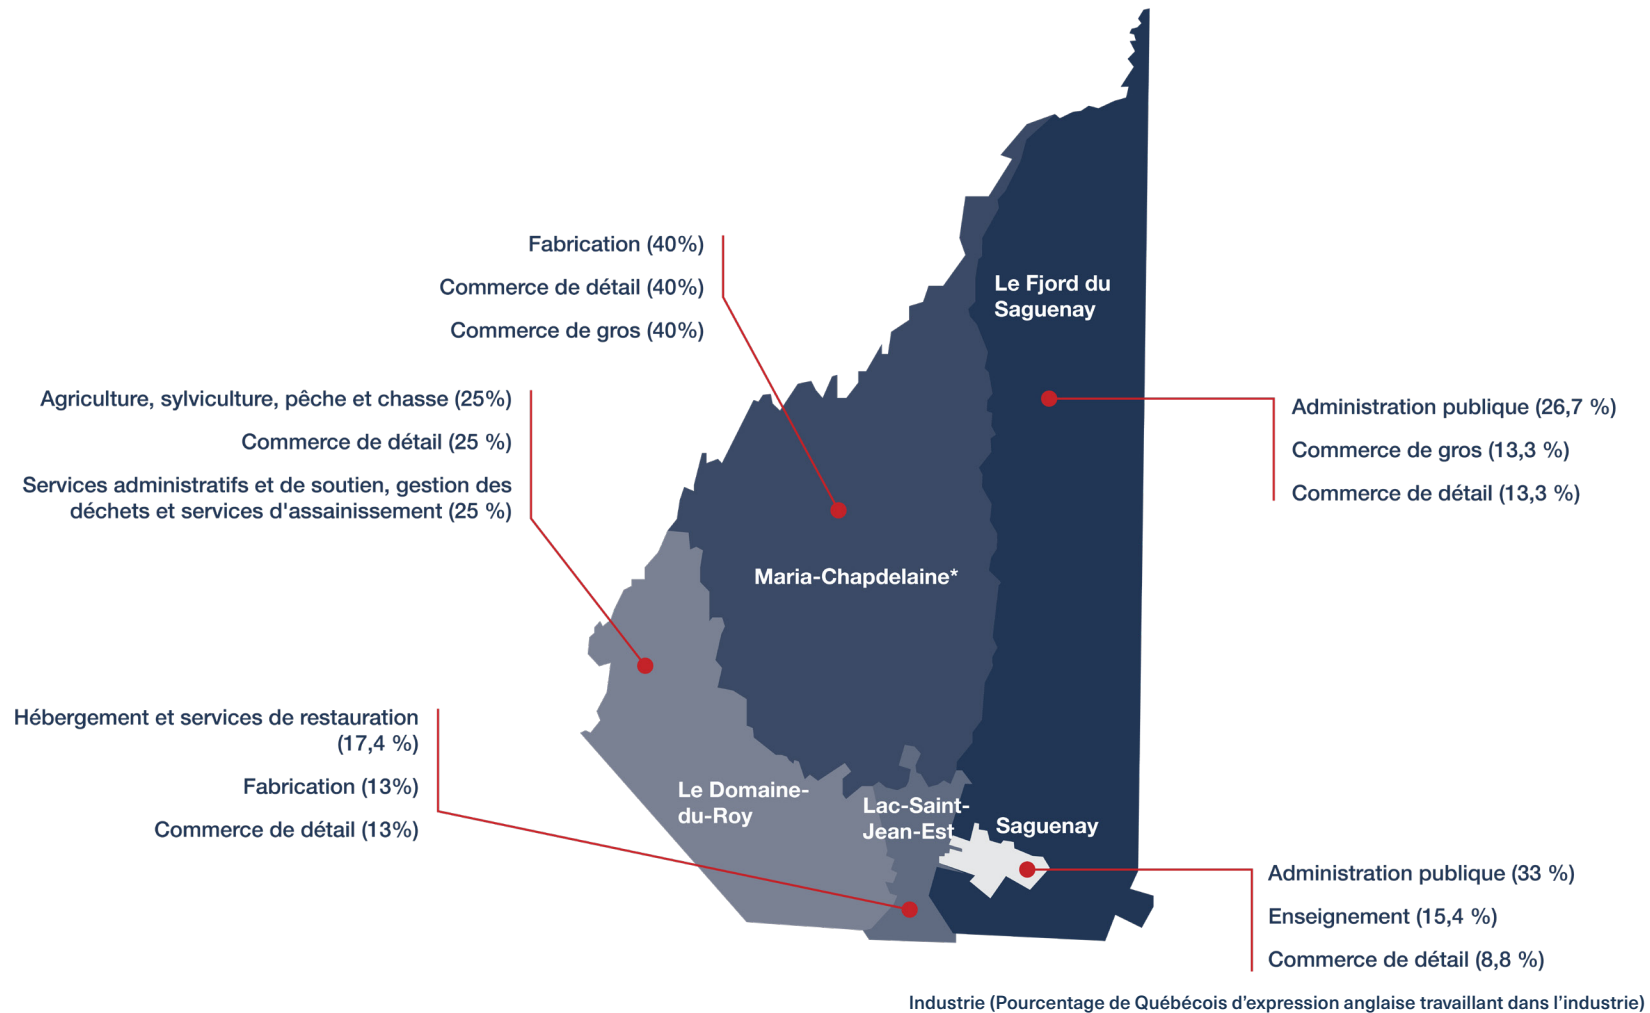 Fabrication (40%)
Commerce de détail (40%)
Commerce de gros (40%)
Agriculture, sylviculture, pêche et chasse (25%)
Commerce de détail (25 %)
Services administratifs et de soutien, gestion des
déchets et services d'assainissement (25 %)
Hébergement et services de restauration
(17,4 %)
Fabrication (13%)
Commerce de détail (13%)
Le Fjord du
Saguenay
Maria-Chapdelaine*
Le Domaine-
du-Roy
Lac-Saint-
Jean-Est
Saguenay
Administration publique (26,7 %)
Commerce de gros (13,3 %)
Commerce de détail (13,3 %)
Administration publique (33 %)
Enseignement (15,4 %)
Commerce de détail (8,8 %)
Industrie (Pourcentage de Québécois d’expression anglaise travaillant dans l’industrie)